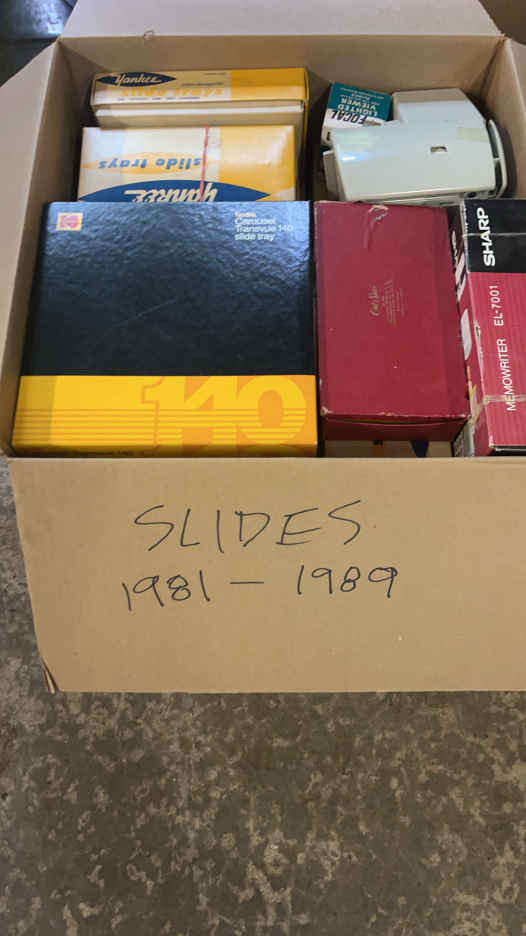 Yankee
slide trays
Yankee
FOCAL
LIGHTED
VIEWER
Kodak
Carousel
Transvue 140
slide tray
140
SHARP
MEMOWRITER EL-7001
SLIDES
1981 - 1989